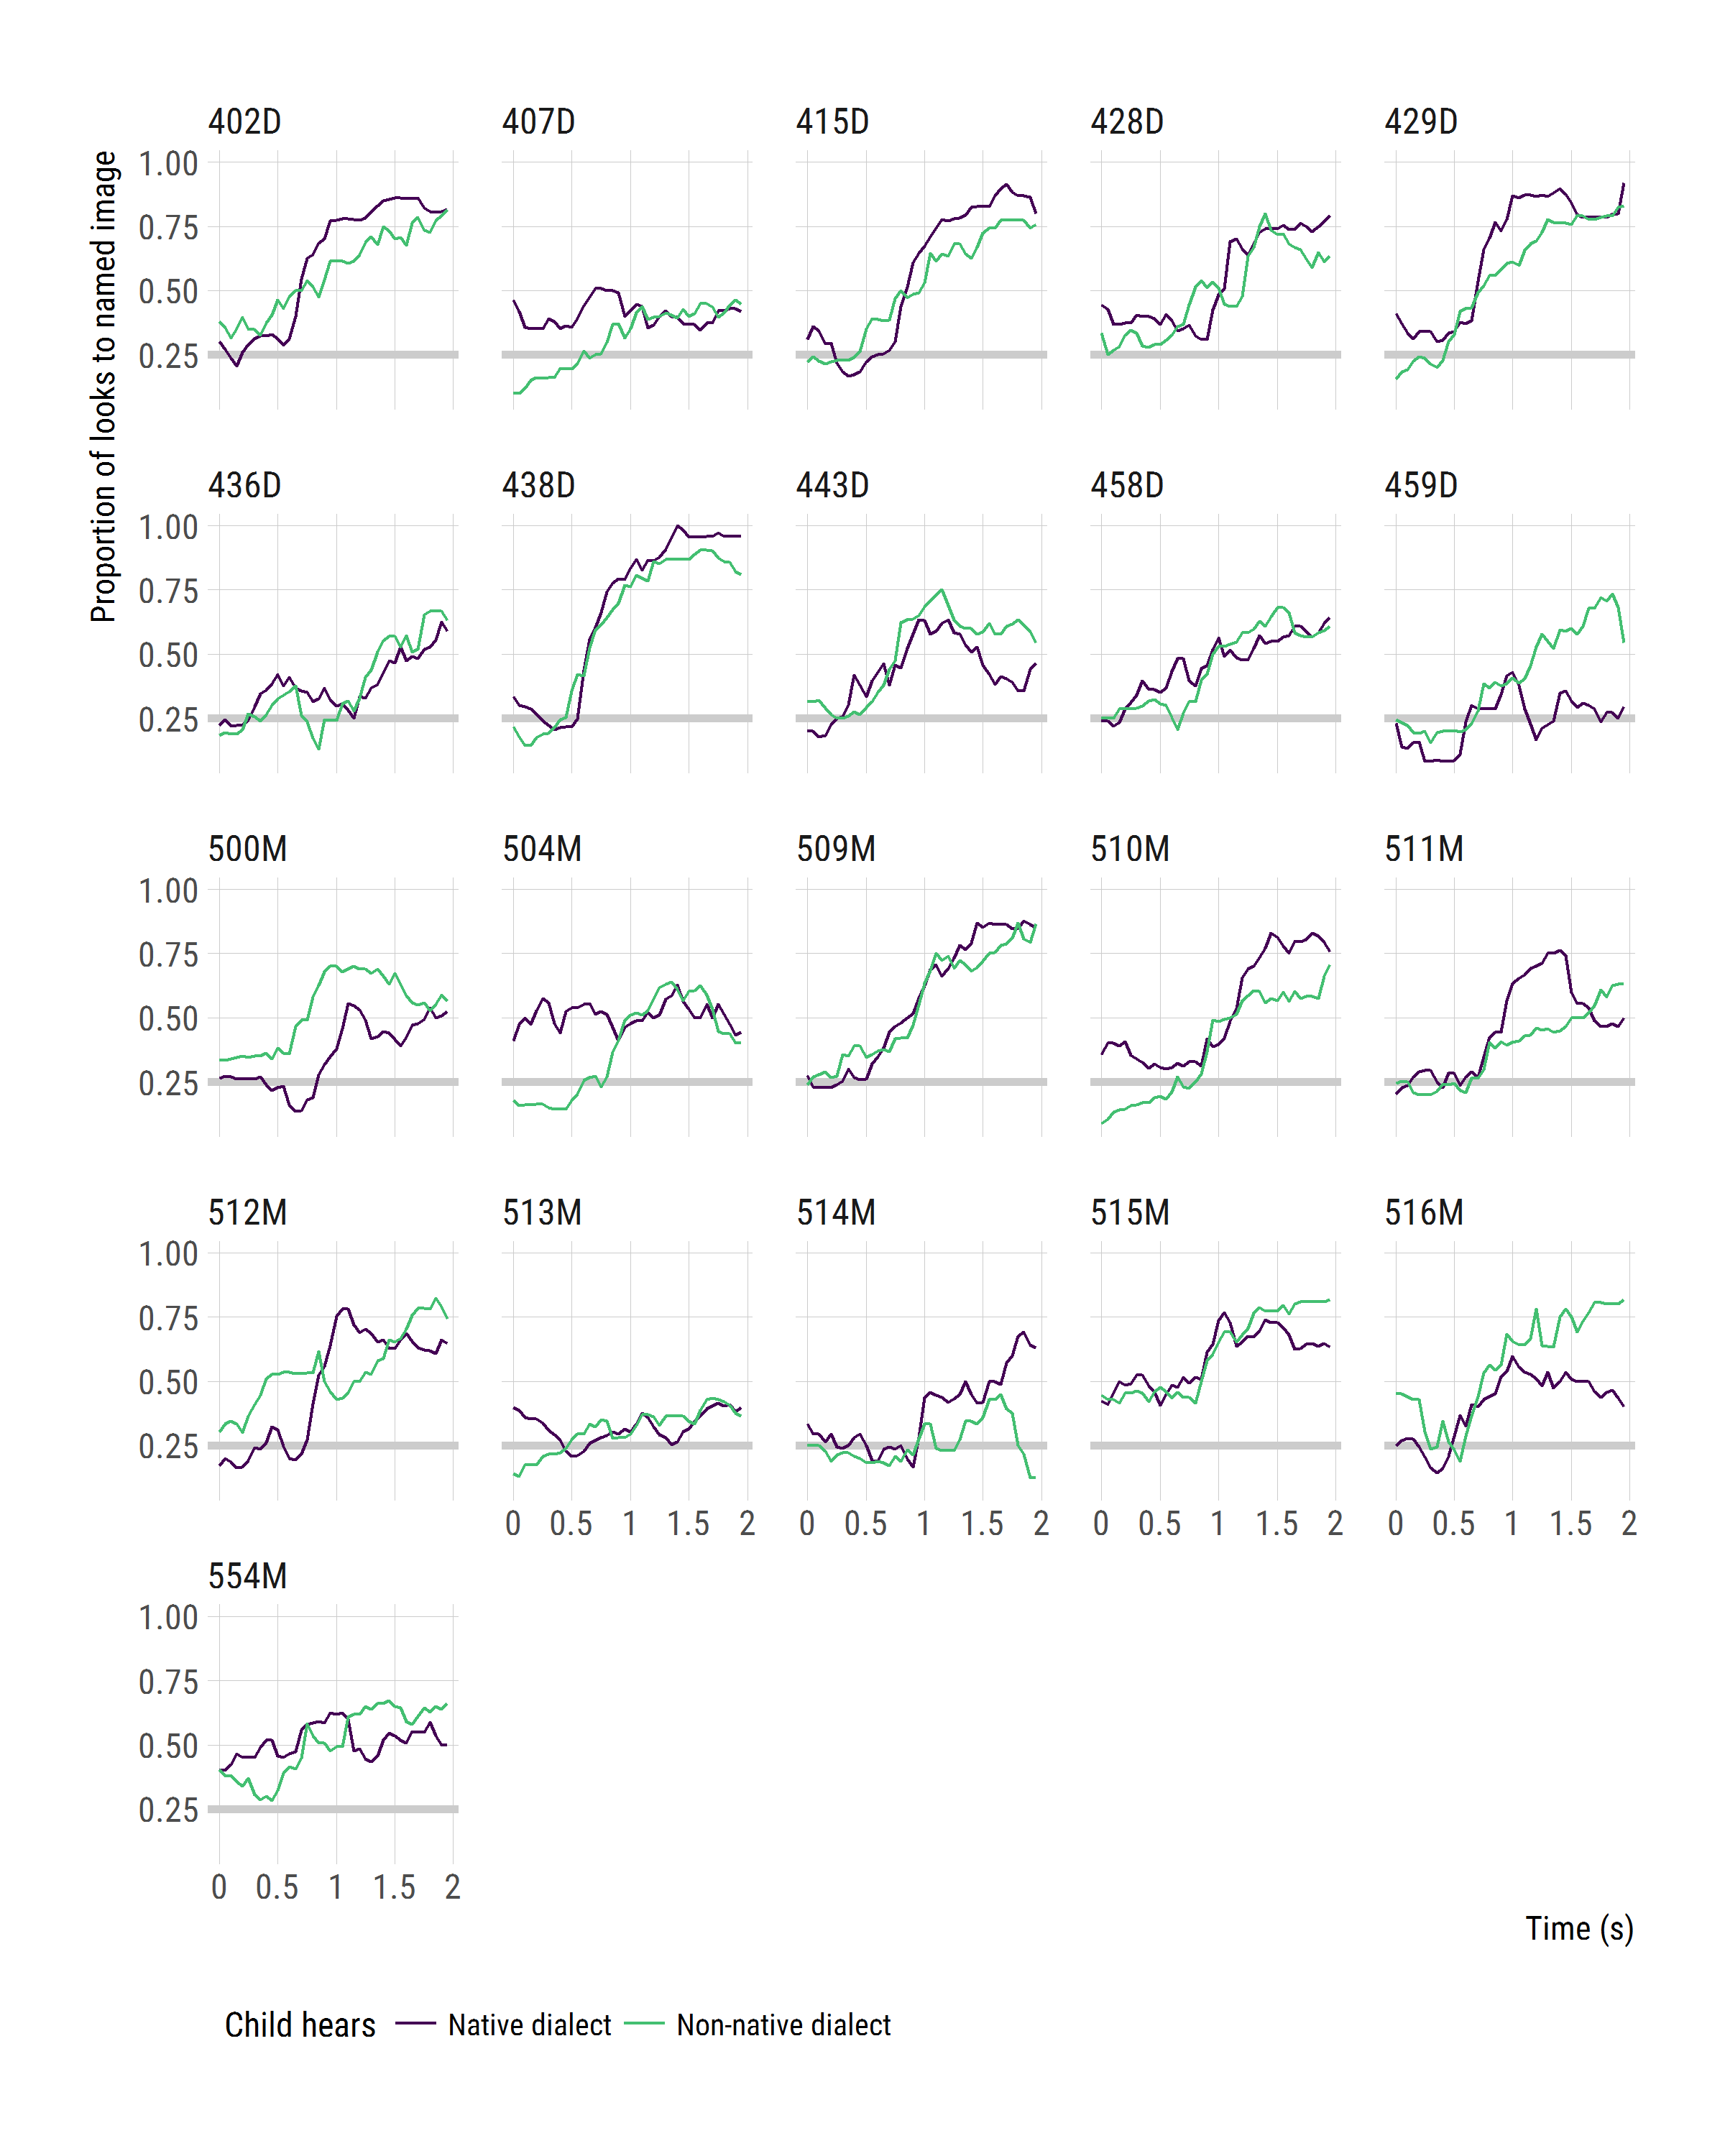 402D 407D 415D 428D 429D
Proportion of looks to named image
1.00
0.75
0.50
0.25
436D 438D 443D 458D 459D
1.00
0.75
0.50
0.25
500M 504M 509M 510M 511M
1.00
0.75
0.50
0.25
512M 513M 514M 515M 516M
1.00
0.75
0.50
0.25
0 0.5 1 1.5 2 0 0.5 1 1.5 2 0 0.5 1 1.5 2 0 0.5 1 1.5 2
554M
1.00
0.75
0.50
0.25
0 0.5 1 1.5 2
Time (s)
Child hears Native dialect Non-native dialect